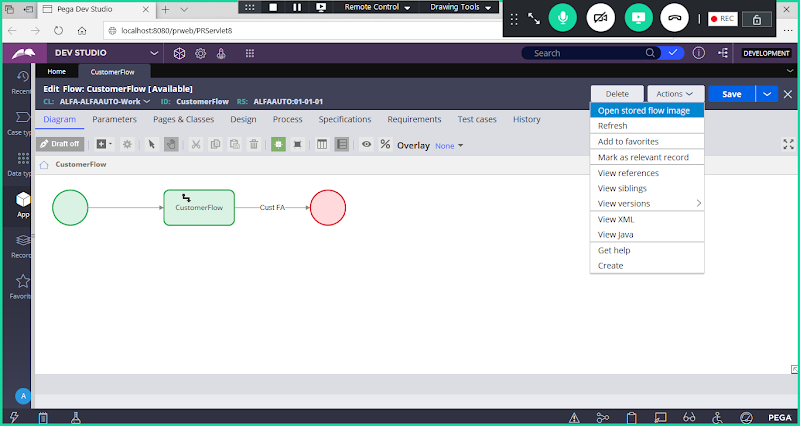 Pega Dev Studio
Remote Control
Drawing Tools
REC
localhost:8080/prweb/PRServlet8
DEV STUDIO
Search
DEVELOPMENT
Recent
Home
CustomerFlow
Edit Flow: CustomerFlow [Available]
CL: ALFA-ALFAAUTO-Work ID: CustomerFlow RS: ALFAAUTO:01-01-01
Delete
Actions
Save
Case typ
Diagram
Parameters
Pages & Classes
Design
Process
Specifications
Requirements
Test cases
History
Open stored flow image
Refresh
Add to favorites
Mark as relevant record
View references
View siblings
View versions
View XML
View Java
Get help
Create
Draft off
Overlay None
Data type
CustomerFlow
App
CustomerFlow
Cust FA
Record
Favorite
A
PEGA